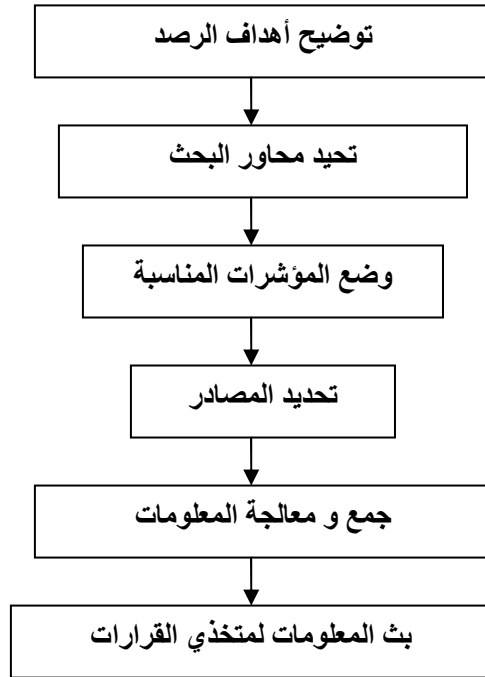 توضيح أهداف الرصد
تحيد محاور البحث
وضع المؤشرات المناسبة
تحديد المصادر
جمع و معالجة المعلومات
بث المعلومات لمتخذي القرارات